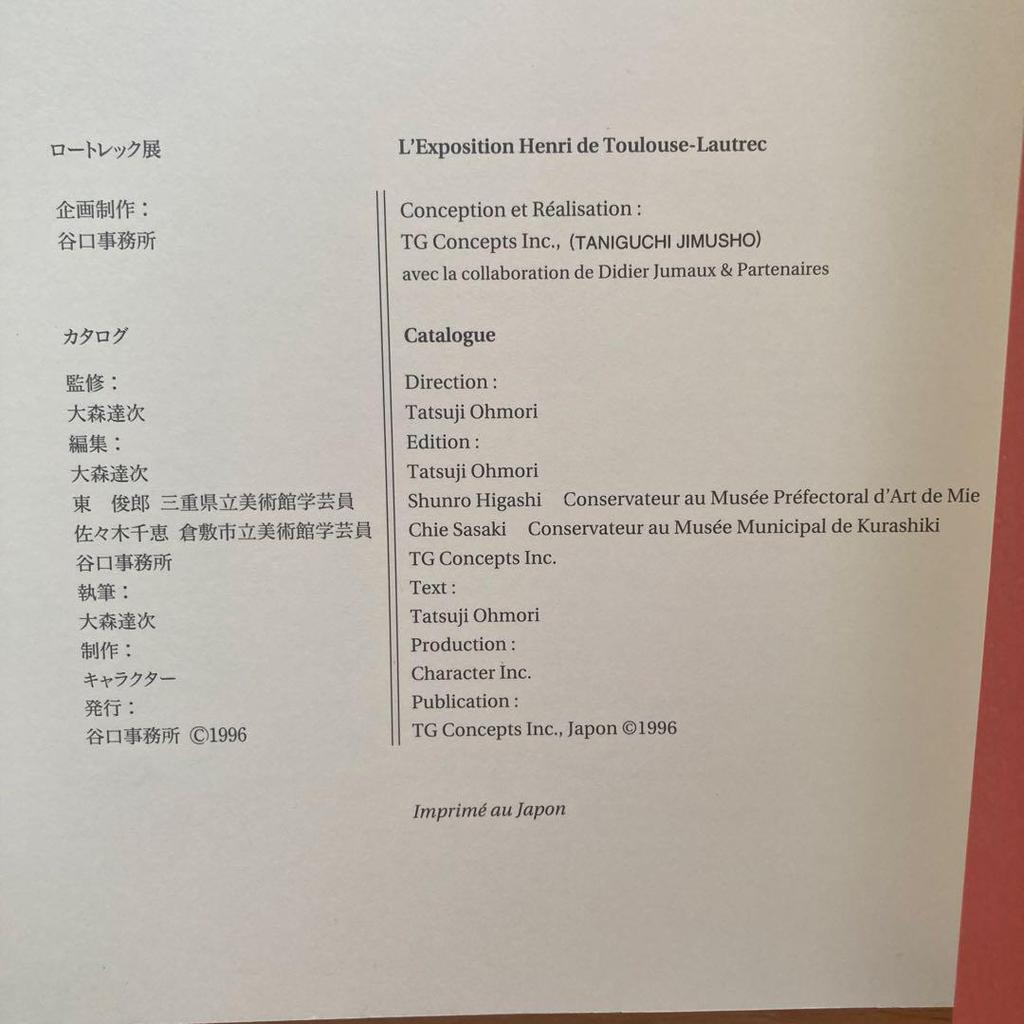 ロートレック展
企画制作：
谷口事務所
カタログ
監修：
大森達次
編集：
大森達次
東　俊郎 三重県立美術館学芸員
佐々木千恵 倉敷市立美術館学芸員
谷口事務所
執筆：
大森達次
制作：
キャラクター
発行：
谷口事務所 ©1996
L'Exposition Henri de Toulouse-Lautrec
Conception et Réalisation :
TG Concepts Inc., (TANIGUCHI JIMUSHO)
avec la collaboration de Didier Jumaux & Partenaires
Catalogue
Direction :
Tatsuji Ohmori
Edition :
Tatsuji Ohmori
Shunro Higashi Conservateur au Musée Préfectoral d'Art de Mie
Chie Sasaki Conservateur au Musée Municipal de Kurashiki
TG Concepts Inc.
Text :
Tatsuji Ohmori
Production :
Character Inc.
Publication :
TG Concepts Inc., Japon ©1996
Imprimé au Japon